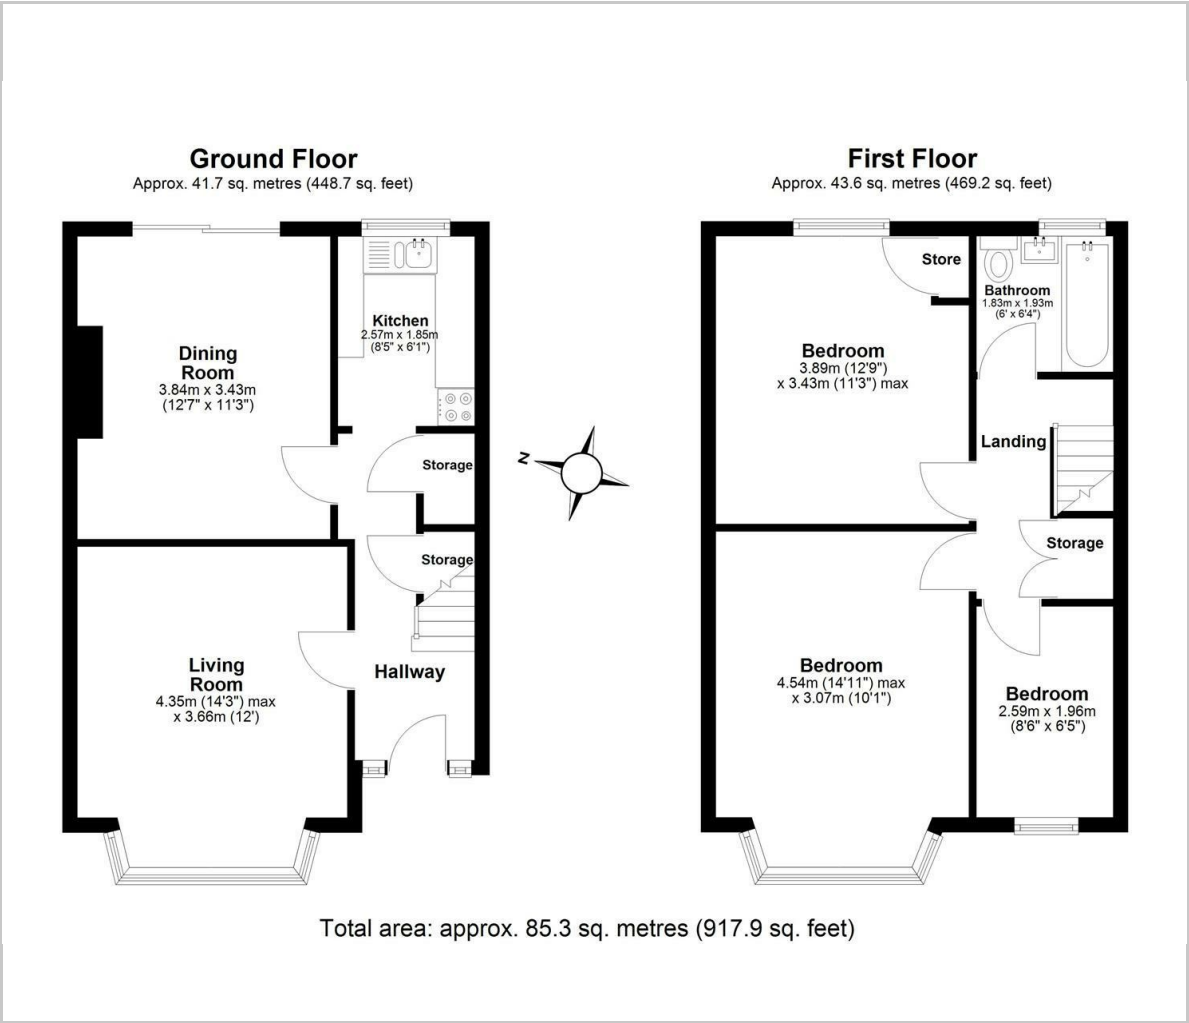 Ground Floor
Approx. 41.7 sq. metres (448.7 sq. feet)
Dining
Room
3.84m x 3.43m
(12'7" x 11'3")
Kitchen
2.57m x 1.85m
(8'5" x 6'1")
Storage
Storage
Living
Room
4.35m (14'3") max
x 3.66m (12')
Hallway
N
First Floor
Approx. 43.6 sq. metres (469.2 sq. feet)
Store
Bathroom
1.83m x 1.93m
(6' x 6'4")
Bedroom
3.89m (12'9")
x 3.43m (11'3") max
Landing
Storage
Bedroom
4.54m (14'11") max
x 3.07m (10'1")
Bedroom
2.59m x 1.96m
(8'6" x 6'5")
Total area: approx. 85.3 sq. metres (917.9 sq. feet)